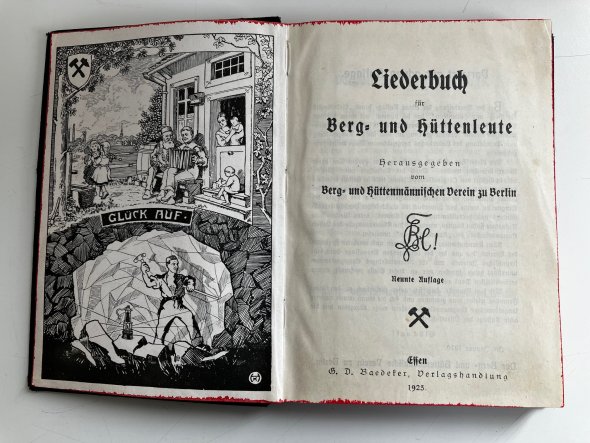 GLÜCK AUF.
Liederbuch
für
Berg- und Hüttenleute
Herausgegeben
vom
Berg- und Hüttenmännischen Verein zu Berlin
Neunte Auflage
Essen
G. D. Baedeker, Verlagshandlung
1925.